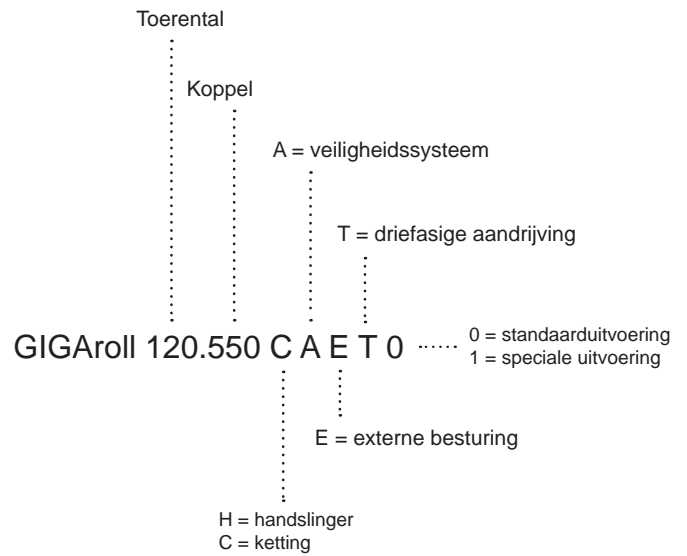 Toerental
Koppel
A = veiligheidssysteem
T = driefasige aandrijving
GIGAroll 120.550 C A E T 0
0 = standaarduitvoering
1 = speciale uitvoering
E = externe besturing
H = handslinger
C = ketting